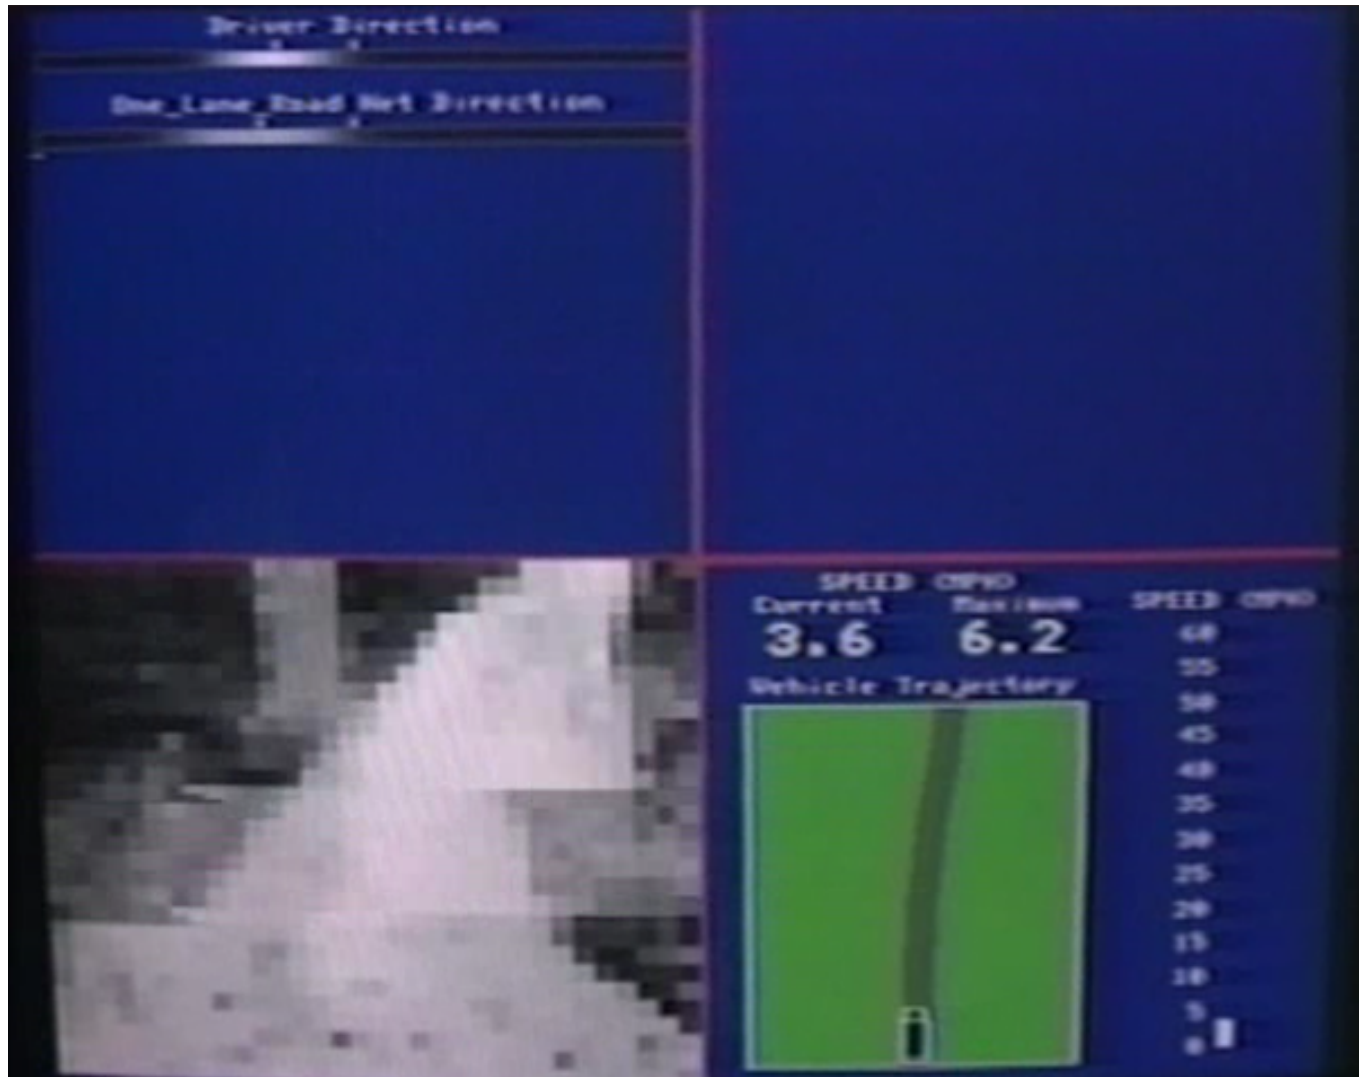 Driver Direction
One_Lane_Road Net Direction
SPEED (MPH)
Current Maximum
3.6 6.2
Vehicle Trajectory
SPEED (MPH)
60
55
50
45
40
35
30
25
20
15
10
5
0